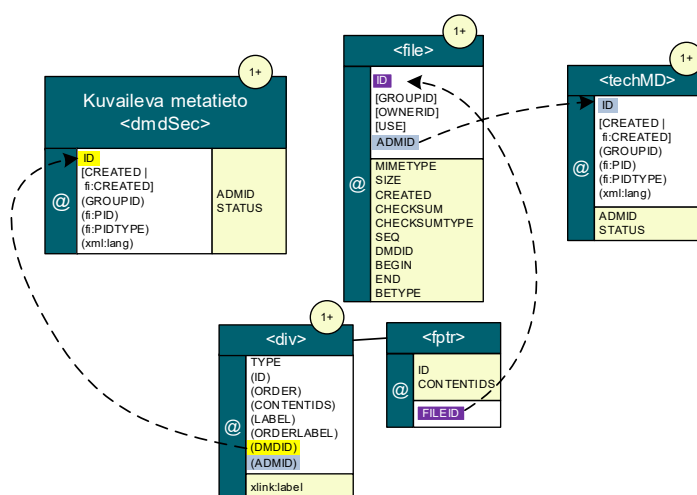 1+
Kuvaileva metatieto
<dmdSec>
@
ID
[CREATED |
fi:CREATED]
(GROUPID)
(fi:PID)
(fi:PIDTYPE)
(xml:lang)
ADMID
STATUS
1+
<file>
@
ID
[GROUPID]
[OWNERID]
[USE]
ADMID
MIMETYPE
SIZE
CREATED
CHECKSUM
CHECKSUMTYPE
SEQ
DMDID
BEGIN
END
BETYPE
1+
<techMD>
@
ID
[CREATED |
fi:CREATED]
(GROUPID)
(fi:PID)
(fi:PIDTYPE)
(xml:lang)
ADMID
STATUS
1+
<div>
@
TYPE
(ID)
(ORDER)
(CONTENTIDS)
(LABEL)
(ORDERLABEL)
(DMDID)
(ADMID)
xlink:label
<fptr>
@
ID
CONTENTIDS
FILEID